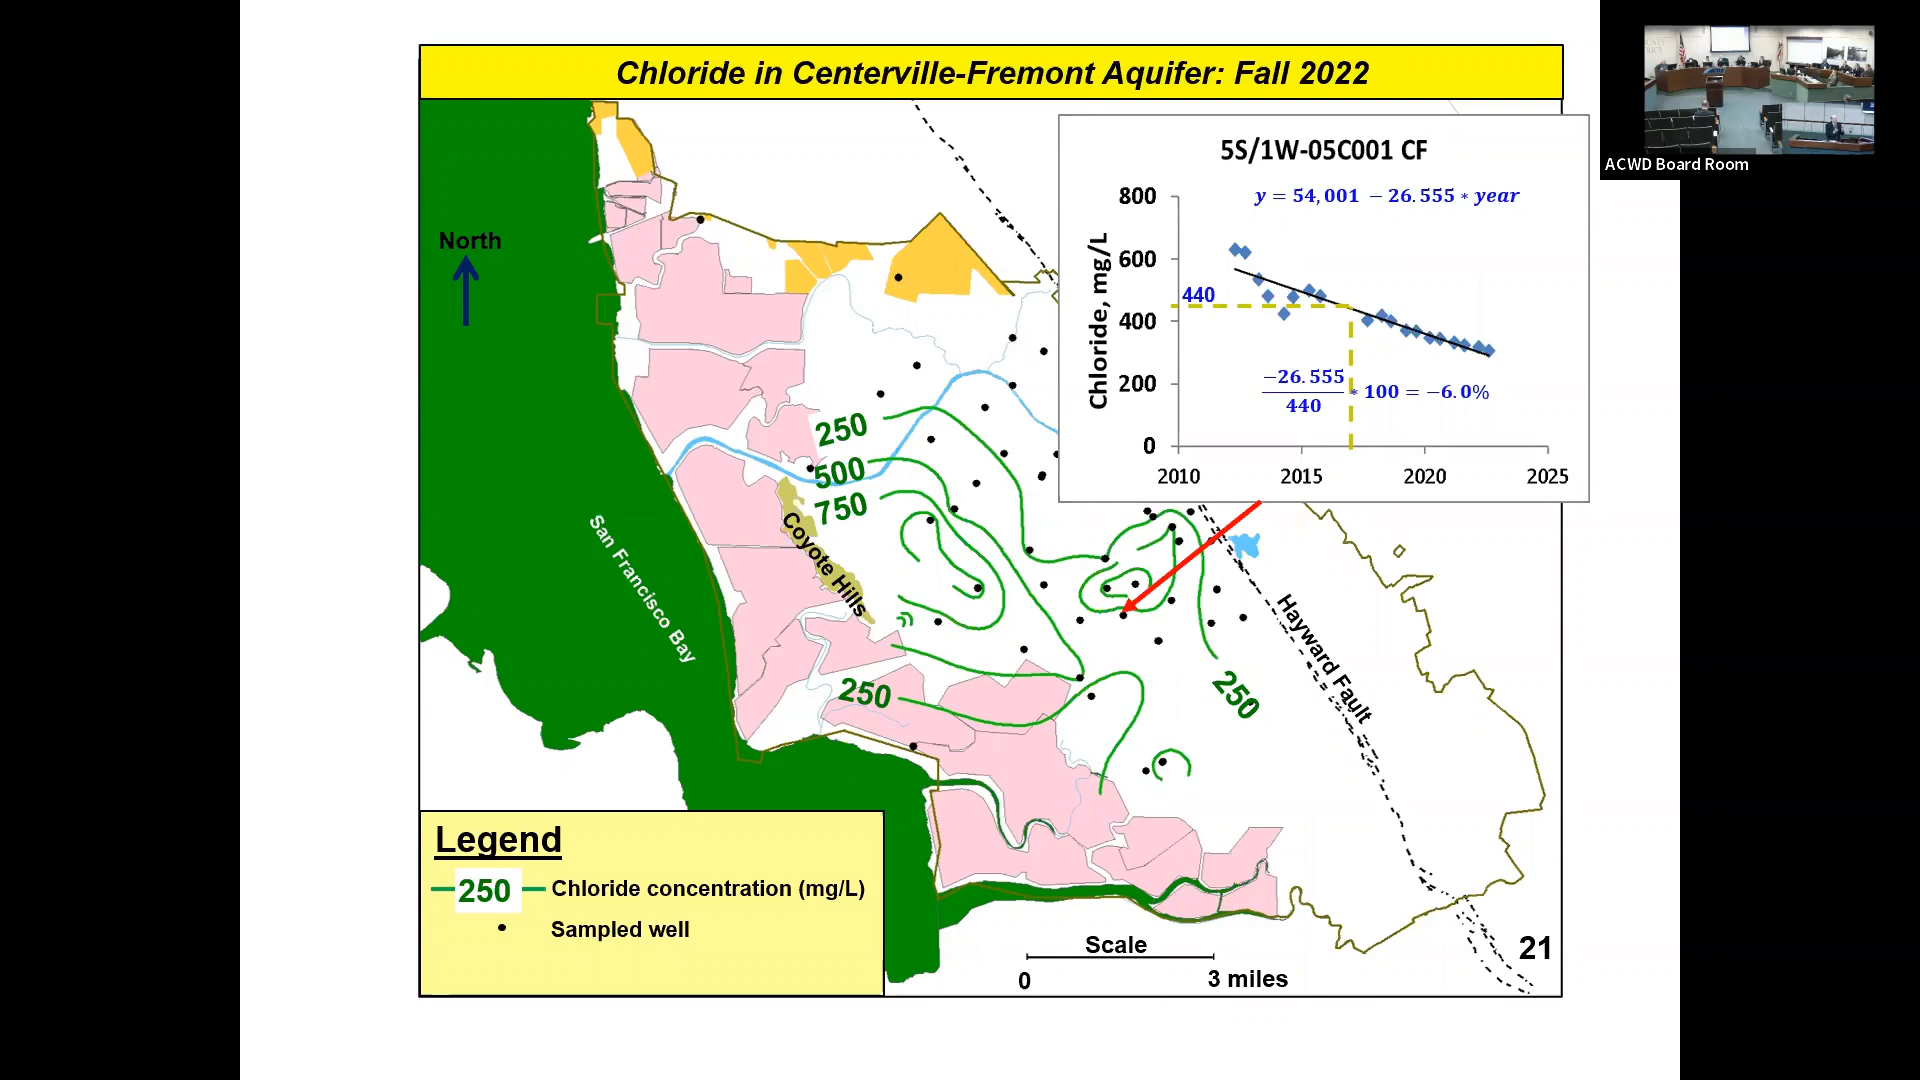 Chloride in Centerville-Fremont Aquifer: Fall 2022
ACWD Board Room
5S/1W-05C001 CF
y = 54,001 − 26.555 ∗ year
Chloride, mg/L
800
600
440
400
200
0
−26.555
440
∗ 100 = −6.0%
2010
2015
2020
2025
North
250
500
750
Coyote Hills
San Francisco Bay
Hayward Fault
250
250
Legend
250
Chloride concentration (mg/L)
Sampled well
Scale
0
3 miles
21